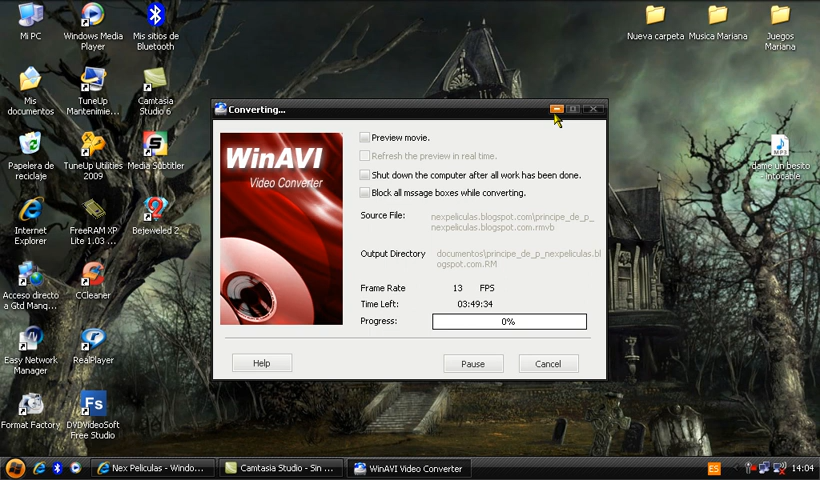 Mi PC
Windows Media
Player
Mis sitios de
Bluetooth
Nueva carpeta
Musica Mariana
Juegos
Mariana
Mis
documentos
TuneUp
Mantenimie...
Camtasia
Studio 6
Papelera de
reciclaje
TuneUp Utilities
2009
Media Subtitler
MP3
dame un besito
- intocable
Internet
Explorer
FreeRAM XP
Lite 1.03 ...
Bejeweled 2
Acceso directo
a Gtd Manq...
CCleaner
Easy Network
Manager
RealPlayer
Format Factory
Fs
DVDVideoSoft
Free Studio
Converting...
WinAVI
Video Converter
Preview movie.
Refresh the preview in real time.
Shut down the computer after all work has been done.
Block all mssage boxes while converting.
Source File:
nexpeliculas.blogspot.com\principe_de_p_
nexpeliculas.blogspot.com.rmvb
Output Directory
documentos\principe_de_p_nexpeliculas.bl
ogspot.com.RM
Frame Rate 13 FPS
Time Left: 03:49:34
Progress: 0%
Help
Pause
Cancel
Nex Peliculas - Windo...
Camtasia Studio - Sin ...
WinAVI Video Converter
ES
14:04